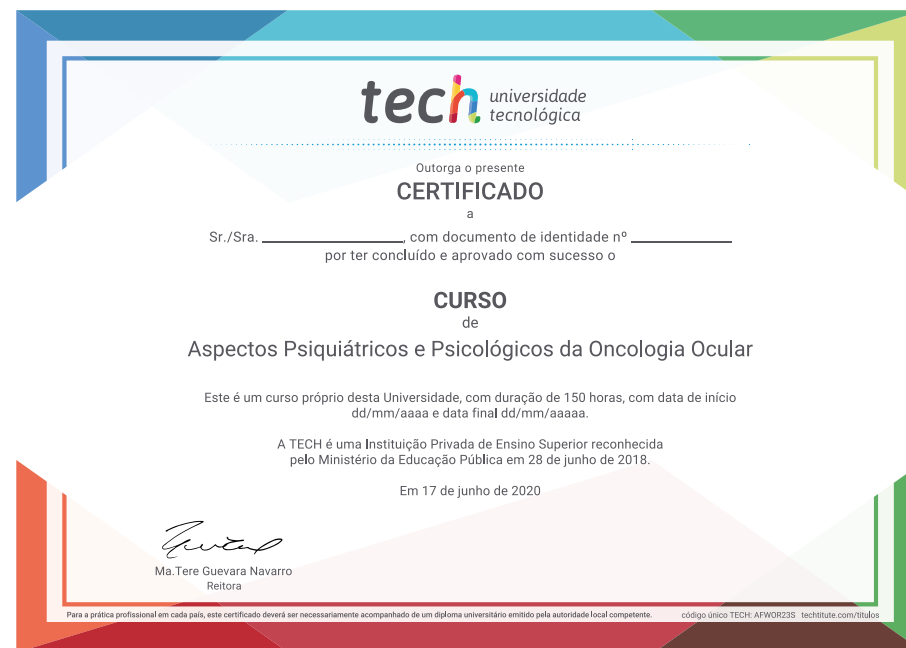 tech universidade
tecnológica
Outorga o presente
CERTIFICADO
a
Sr./Sra. ____________________, com documento de identidade nº ______________
por ter concluído e aprovado com sucesso o
CURSO
de
Aspectos Psiquiátricos e Psicológicos da Oncologia Ocular
Este é um curso próprio desta Universidade, com duração de 150 horas, com data de início
dd/mm/aaaa e data final dd/mm/aaaaa.
A TECH é uma Instituição Privada de Ensino Superior reconhecida
pelo Ministério da Educação Pública em 28 de junho de 2018.
Em 17 de junho de 2020
Ma.Tere Guevara Navarro
Reitora
Para a prática profissional em cada país, este certificado deverá ser necessariamente acompanhado de um diploma universitário emitido pela autoridade local competente. código único TECH: AFWOR23S techtitute.com/titulos